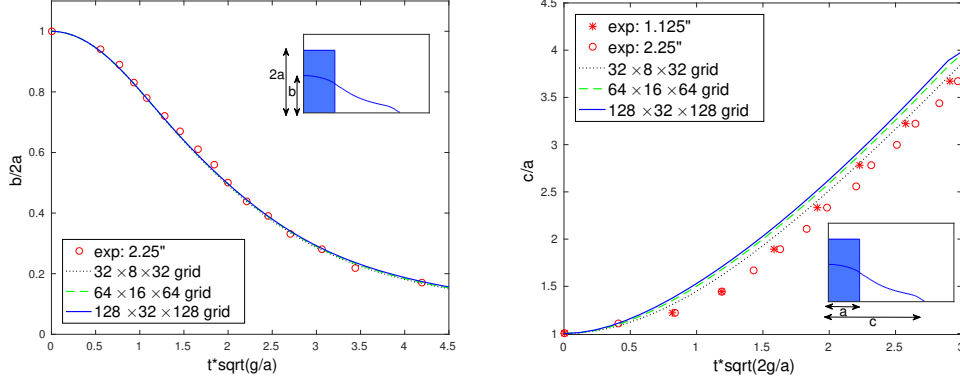 b/2a
1
0.8
0.6
0.4
0.2
0
0 0.5 1 1.5 2 2.5 3 3.5 4 4.5
t*sqrt(g/a)
2a
b
exp: 2.25"
32 ×8 ×32 grid
64 ×16 ×64 grid
128 ×32 ×128 grid
c/a
4.5
4
3.5
3
2.5
2
1.5
1
0 0.5 1 1.5 2 2.5 3
t*sqrt(2g/a)
exp: 1.125"
exp: 2.25"
32 ×8 ×32 grid
64 ×16 ×64 grid
128 ×32 ×128 grid
a
c